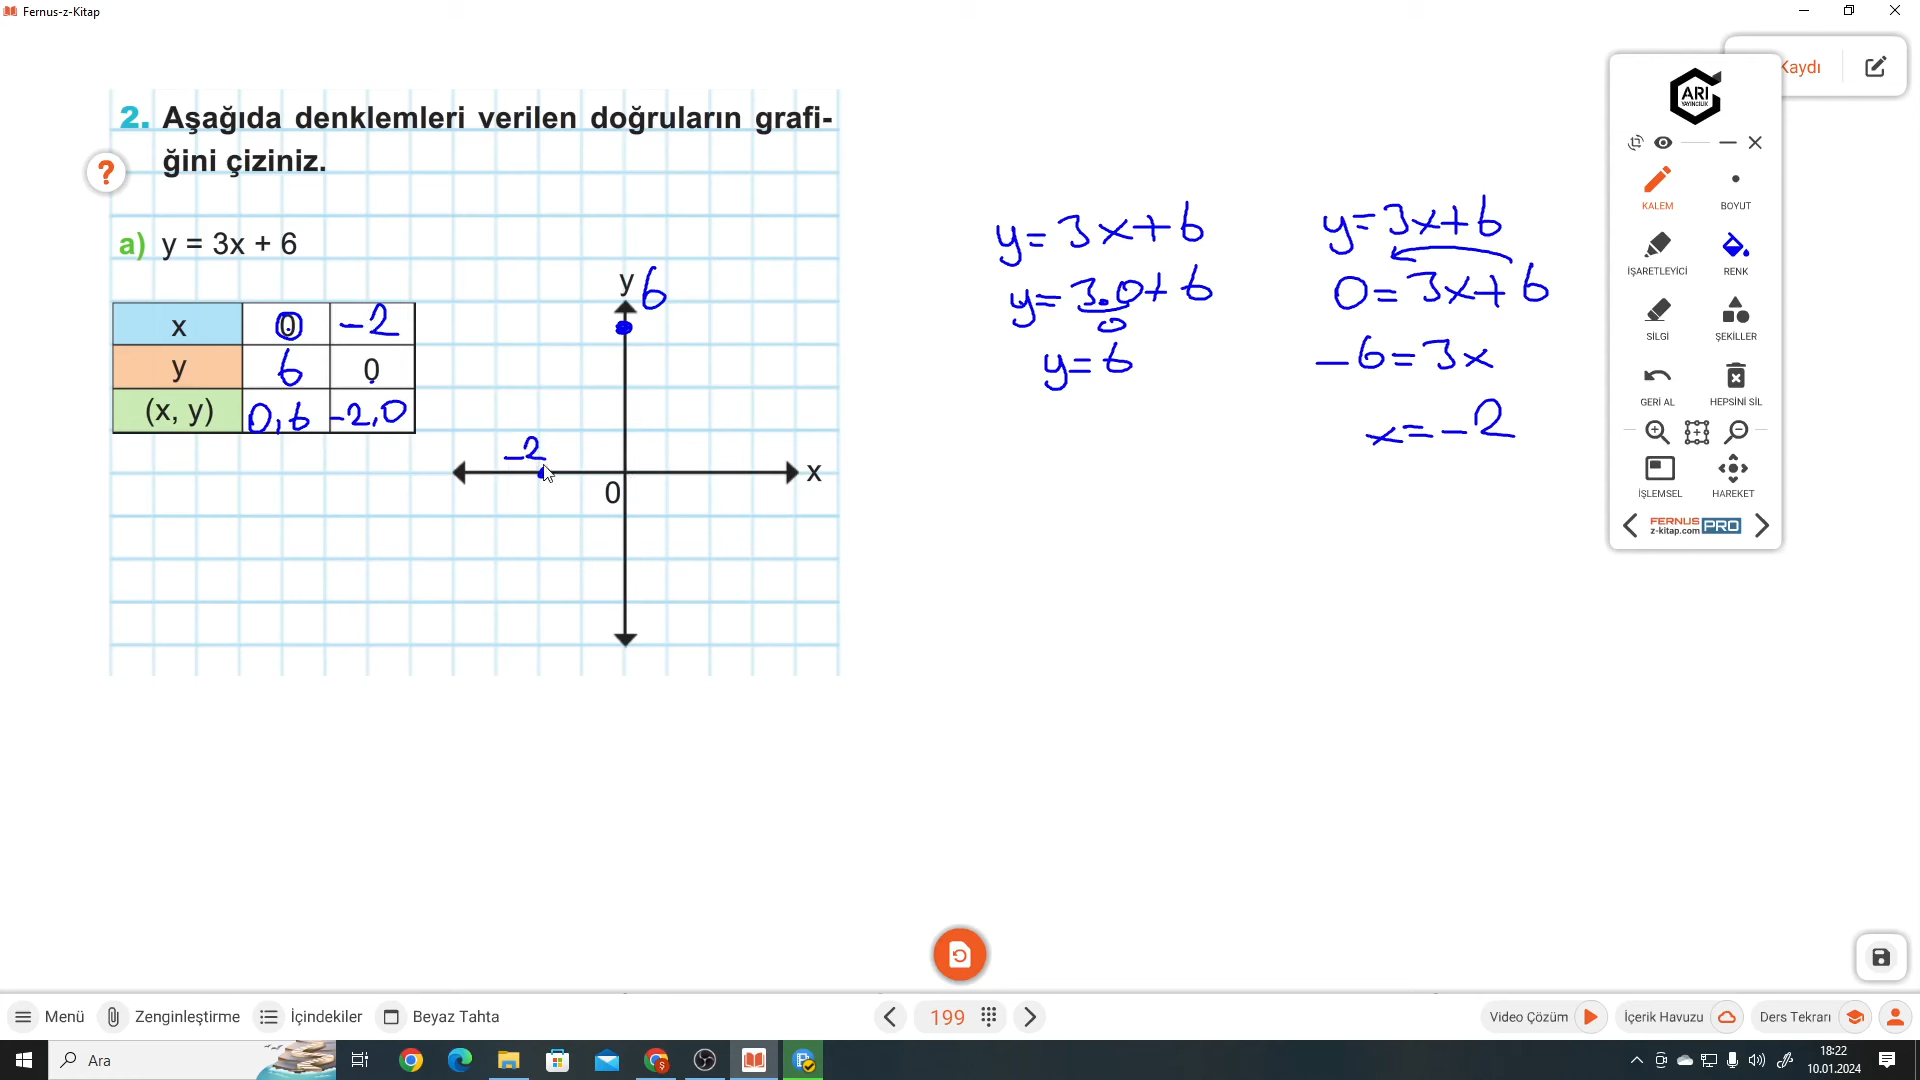 Fernus-z-Kitap
Kaydı
ARI
YAYINCILIK
2. Aşağıda denklemleri verilen doğruların grafi-
ğini çiziniz.
?
a) y = 3x + 6
x 0 -2
y 6 0
(x, y) 0,6 -2,0
y 6
-2
0
x
y=3x+6
y=3.0+6
0
y=6
y=3x+6
0=3x+6
-6=3x
x=-2
KALEM
BOYUT
İŞARETLEYİCİ
RENK
SİLGİ
ŞEKİLLER
GERİ AL
HEPSİNİ SİL
İŞLEMSEL
HAREKET
FERNUS PRO
z-kitap.com
Menü
Zenginleştirme
İçindekiler
Beyaz Tahta
199
Video Çözüm
İçerik Havuzu
Ders Tekrarı
Ara
18:22
10.01.2024